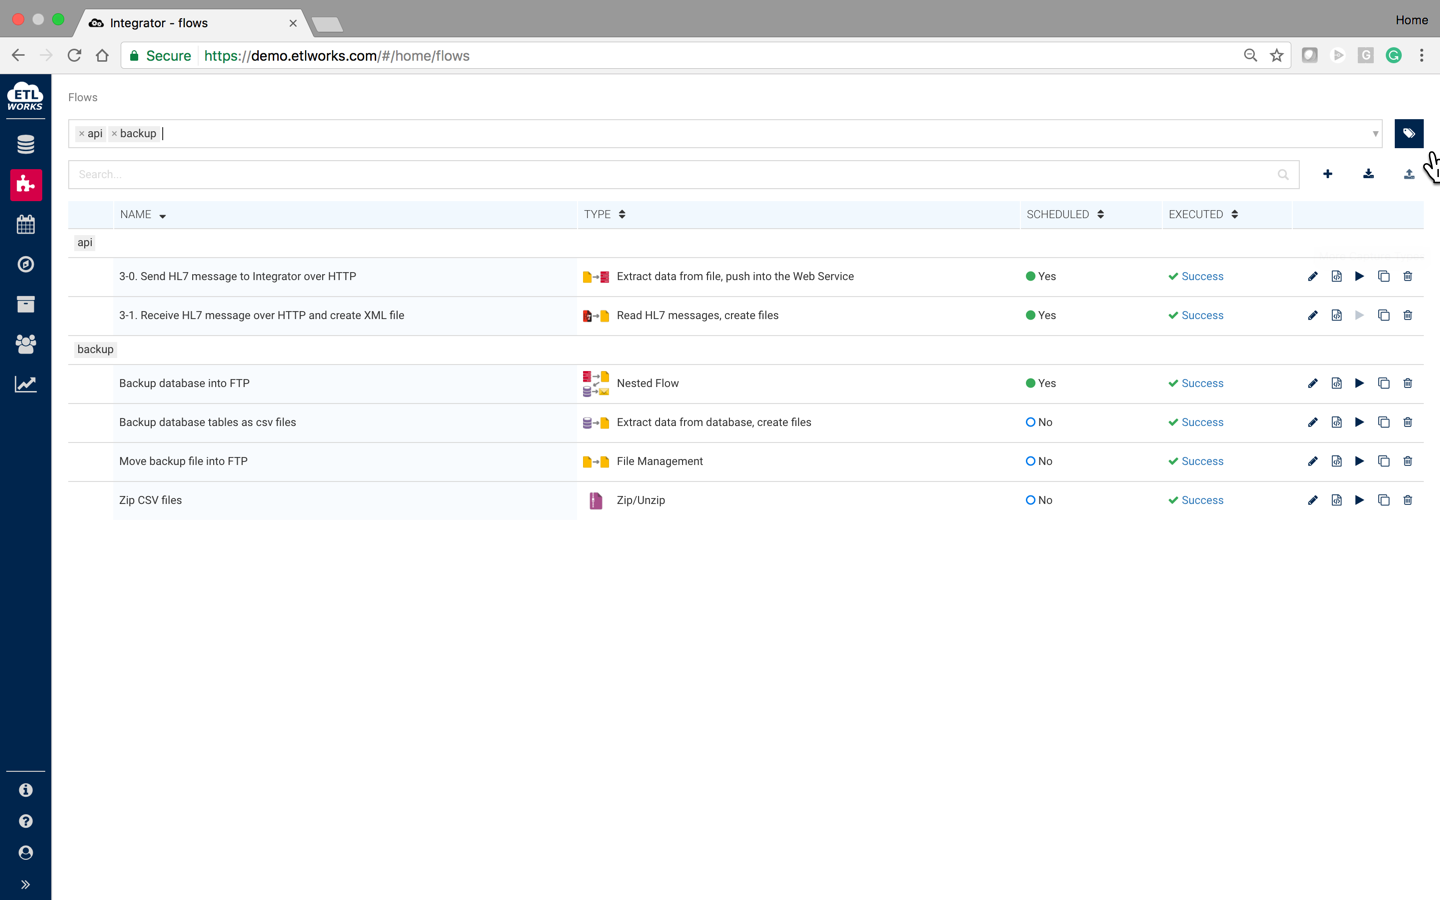 Integrator - flows
Home
Secure https://demo.etlworks.com/#/home/flows
ETL
WORKS
Flows
× api × backup
Search...
NAME TYPE SCHEDULED EXECUTED
api
3-0. Send HL7 message to Integrator over HTTP Extract data from file, push into the Web Service Yes Success
3-1. Receive HL7 message over HTTP and create XML file Read HL7 messages, create files Yes Success
backup
Backup database into FTP Nested Flow Yes Success
Backup database tables as csv files Extract data from database, create files No Success
Move backup file into FTP File Management No Success
Zip CSV files Zip/Unzip No Success